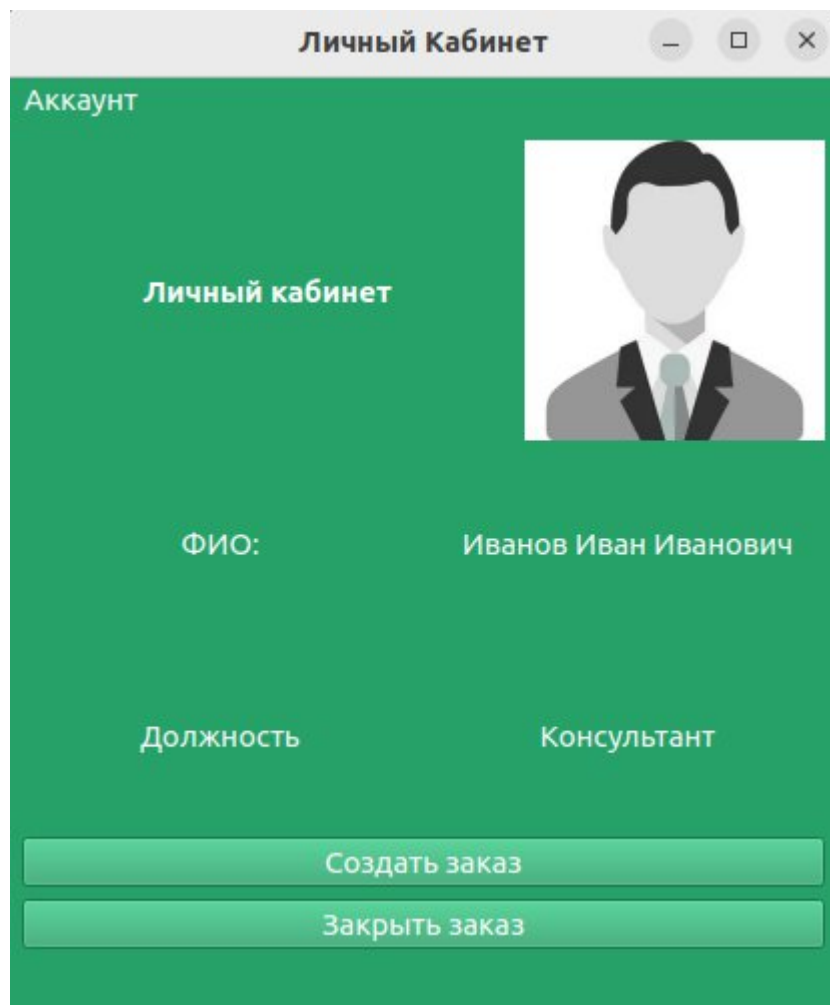 Личный Кабинет
Аккаунт
Личный кабинет
ФИО: Иванов Иван Иванович
Должность Консультант
Создать заказ
Закрыть заказ